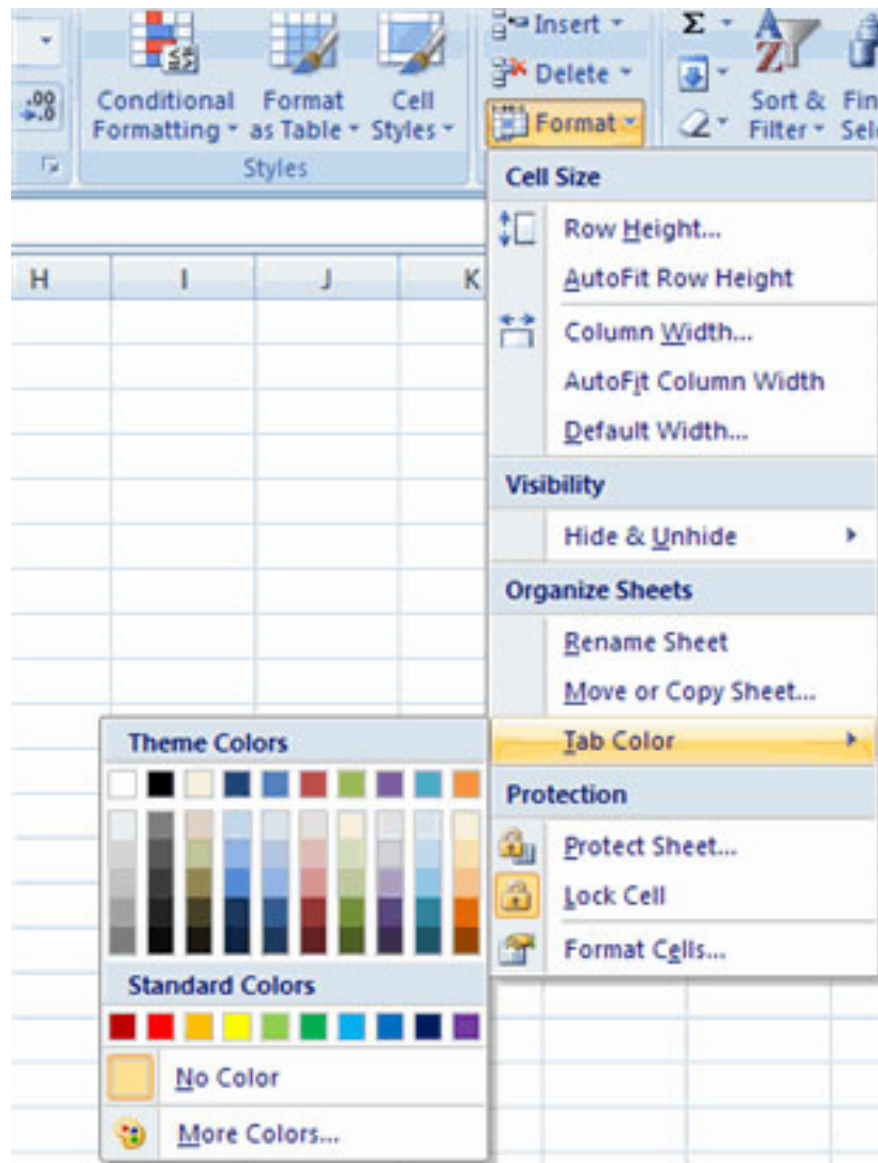 Insert
Σ
A
Z
Delete
.00
.0
Conditional
Formatting
Format
as Table
Cell
Styles
Format
Sort &
Filter
Styles
Cell Size
Row Height...
AutoFit Row Height
H I J K
Column Width...
AutoFit Column Width
Default Width...
Visibility
Hide & Unhide
Organize Sheets
Rename Sheet
Move or Copy Sheet...
Tab Color
Theme Colors
Protection
Protect Sheet...
Lock Cell
Format Cells...
Standard Colors
No Color
More Colors...